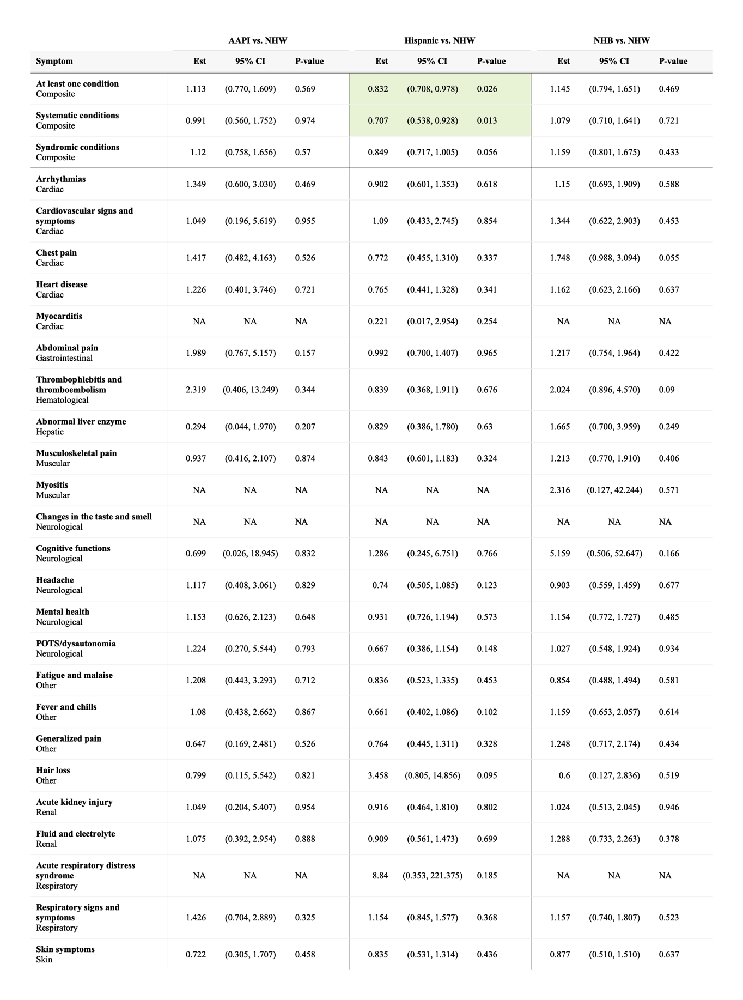 AAPI vs. NHW Hispanic vs. NHW NHB vs. NHW
Symptom Est 95% CI P-value Est 95% CI P-value Est 95% CI P-value
At least one condition
Composite
1.113 (0.770, 1.609) 0.569 0.832 (0.708, 0.978) 0.026 1.145 (0.794, 1.651) 0.469
Systematic conditions
Composite
0.991 (0.560, 1.752) 0.974 0.707 (0.538, 0.928) 0.013 1.079 (0.710, 1.641) 0.721
Syndromic conditions
Composite
1.12 (0.758, 1.656) 0.57 0.849 (0.717, 1.005) 0.056 1.159 (0.801, 1.675) 0.433
Arrhythmias
Cardiac
1.349 (0.600, 3.030) 0.469 0.902 (0.601, 1.353) 0.618 1.15 (0.693, 1.909) 0.588
Cardiovascular signs and
symptoms
Cardiac
1.049 (0.196, 5.619) 0.955 1.09 (0.433, 2.745) 0.854 1.344 (0.622, 2.903) 0.453
Chest pain
Cardiac
1.417 (0.482, 4.163) 0.526 0.772 (0.455, 1.310) 0.337 1.748 (0.988, 3.094) 0.055
Heart disease
Cardiac
1.226 (0.401, 3.746) 0.721 0.765 (0.441, 1.328) 0.341 1.162 (0.623, 2.166) 0.637
Myocarditis
Cardiac
NA NA NA 0.221 (0.017, 2.954) 0.254 NA NA NA
Abdominal pain
Gastrointestinal
1.989 (0.767, 5.157) 0.157 0.992 (0.700, 1.407) 0.965 1.217 (0.754, 1.964) 0.422
Thrombophlebitis and
thromboembolism
Hematological
2.319 (0.406, 13.249) 0.344 0.839 (0.368, 1.911) 0.676 2.024 (0.896, 4.570) 0.09
Abnormal liver enzyme
Hepatic
0.294 (0.044, 1.970) 0.207 0.829 (0.386, 1.780) 0.63 1.665 (0.700, 3.959) 0.249
Musculoskeletal pain
Muscular
0.937 (0.416, 2.107) 0.874 0.843 (0.601, 1.183) 0.324 1.213 (0.770, 1.910) 0.406
Myositis
Muscular
NA NA NA NA NA NA 2.316 (0.127, 42.244) 0.571
Changes in the taste and smell
Neurological
NA NA NA NA NA NA NA NA NA
Cognitive functions
Neurological
0.699 (0.026, 18.945) 0.832 1.286 (0.245, 6.751) 0.766 5.159 (0.506, 52.647) 0.166
Headache
Neurological
1.117 (0.408, 3.061) 0.829 0.74 (0.505, 1.085) 0.123 0.903 (0.559, 1.459) 0.677
Mental health
Neurological
1.153 (0.626, 2.123) 0.648 0.931 (0.726, 1.194) 0.573 1.154 (0.772, 1.727) 0.485
POTS/dysautonomia
Neurological
1.224 (0.270, 5.544) 0.793 0.667 (0.386, 1.154) 0.148 1.027 (0.548, 1.924) 0.934
Fatigue and malaise
Other
1.208 (0.443, 3.293) 0.712 0.836 (0.523, 1.335) 0.453 0.854 (0.488, 1.494) 0.581
Fever and chills
Other
1.08 (0.438, 2.662) 0.867 0.661 (0.402, 1.086) 0.102 1.159 (0.653, 2.057) 0.614
Generalized pain
Other
0.647 (0.169, 2.481) 0.526 0.764 (0.445, 1.311) 0.328 1.248 (0.717, 2.174) 0.434
Hair loss
Other
0.799 (0.115, 5.542) 0.821 3.458 (0.805, 14.856) 0.095 0.6 (0.127, 2.836) 0.519
Acute kidney injury
Renal
1.049 (0.204, 5.407) 0.954 0.916 (0.464, 1.810) 0.802 1.024 (0.513, 2.045) 0.946
Fluid and electrolyte
Renal
1.075 (0.392, 2.954) 0.888 0.909 (0.561, 1.473) 0.699 1.288 (0.733, 2.263) 0.378
Acute respiratory distress
syndrome
Respiratory
NA NA NA 8.84 (0.353, 221.375) 0.185 NA NA NA
Respiratory signs and
symptoms
Respiratory
1.426 (0.704, 2.889) 0.325 1.154 (0.845, 1.577) 0.368 1.157 (0.740, 1.807) 0.523
Skin symptoms
Skin
0.722 (0.305, 1.707) 0.458 0.835 (0.531, 1.314) 0.436 0.877 (0.510, 1.510) 0.637